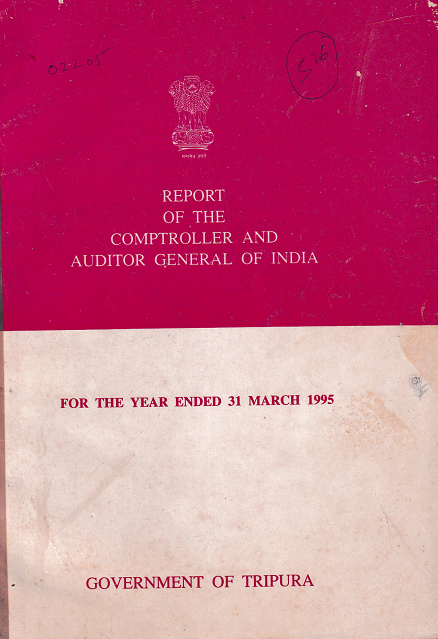 02205
526
सत्यमेव जयते
REPORT
OF THE
COMPTROLLER AND
AUDITOR GENERAL OF INDIA
FOR THE YEAR ENDED 31 MARCH 1995
GOVERNMENT OF TRIPURA